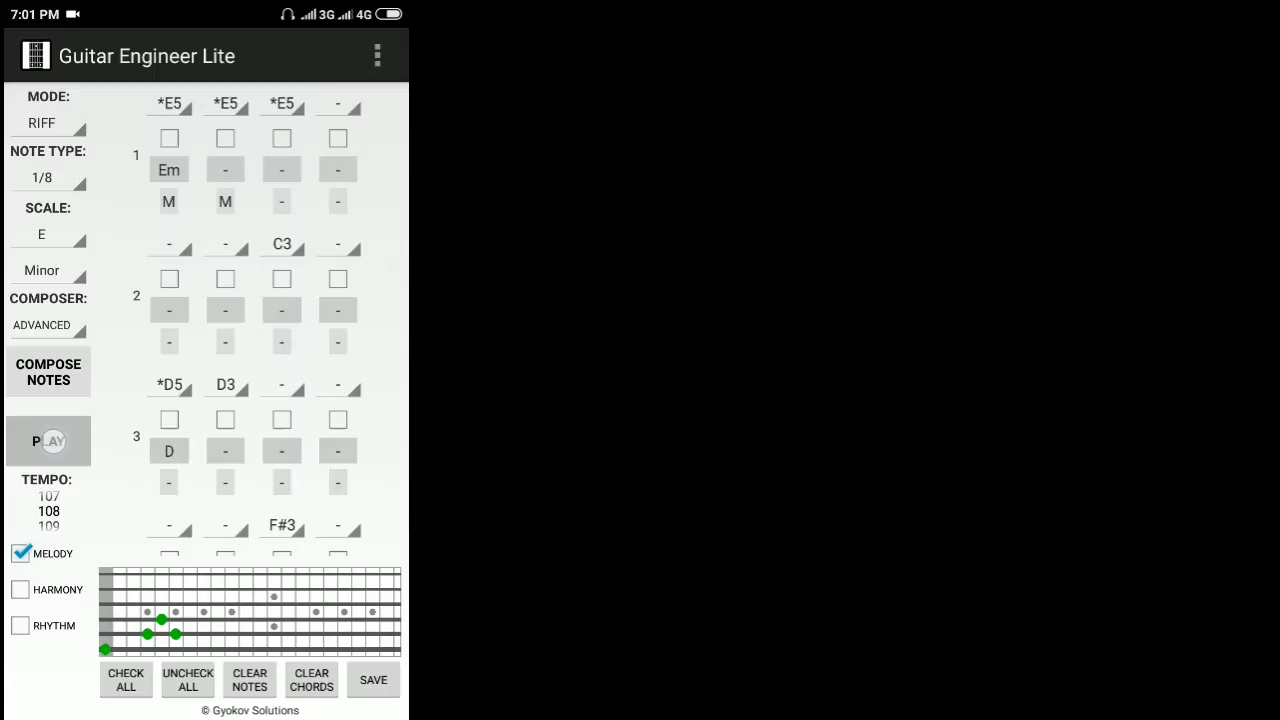 7:01 PM 3G 4G
Guitar Engineer Lite
MODE:
RIFF
NOTE TYPE:
1/8
SCALE:
E
Minor
COMPOSER:
ADVANCED
COMPOSE
NOTES
PLAY
TEMPO:
107
108
109
MELODY
HARMONY
RHYTHM
*E5 *E5 *E5 -
1
Em - - -
M M - -
- - C3 -
2
- - - -
- - - -
*D5 D3 - -
3
D - - -
- - - -
- - F#3 -
CHECK ALL
UNCHECK ALL
CLEAR NOTES
CLEAR CHORDS
SAVE
© Gyokov Solutions